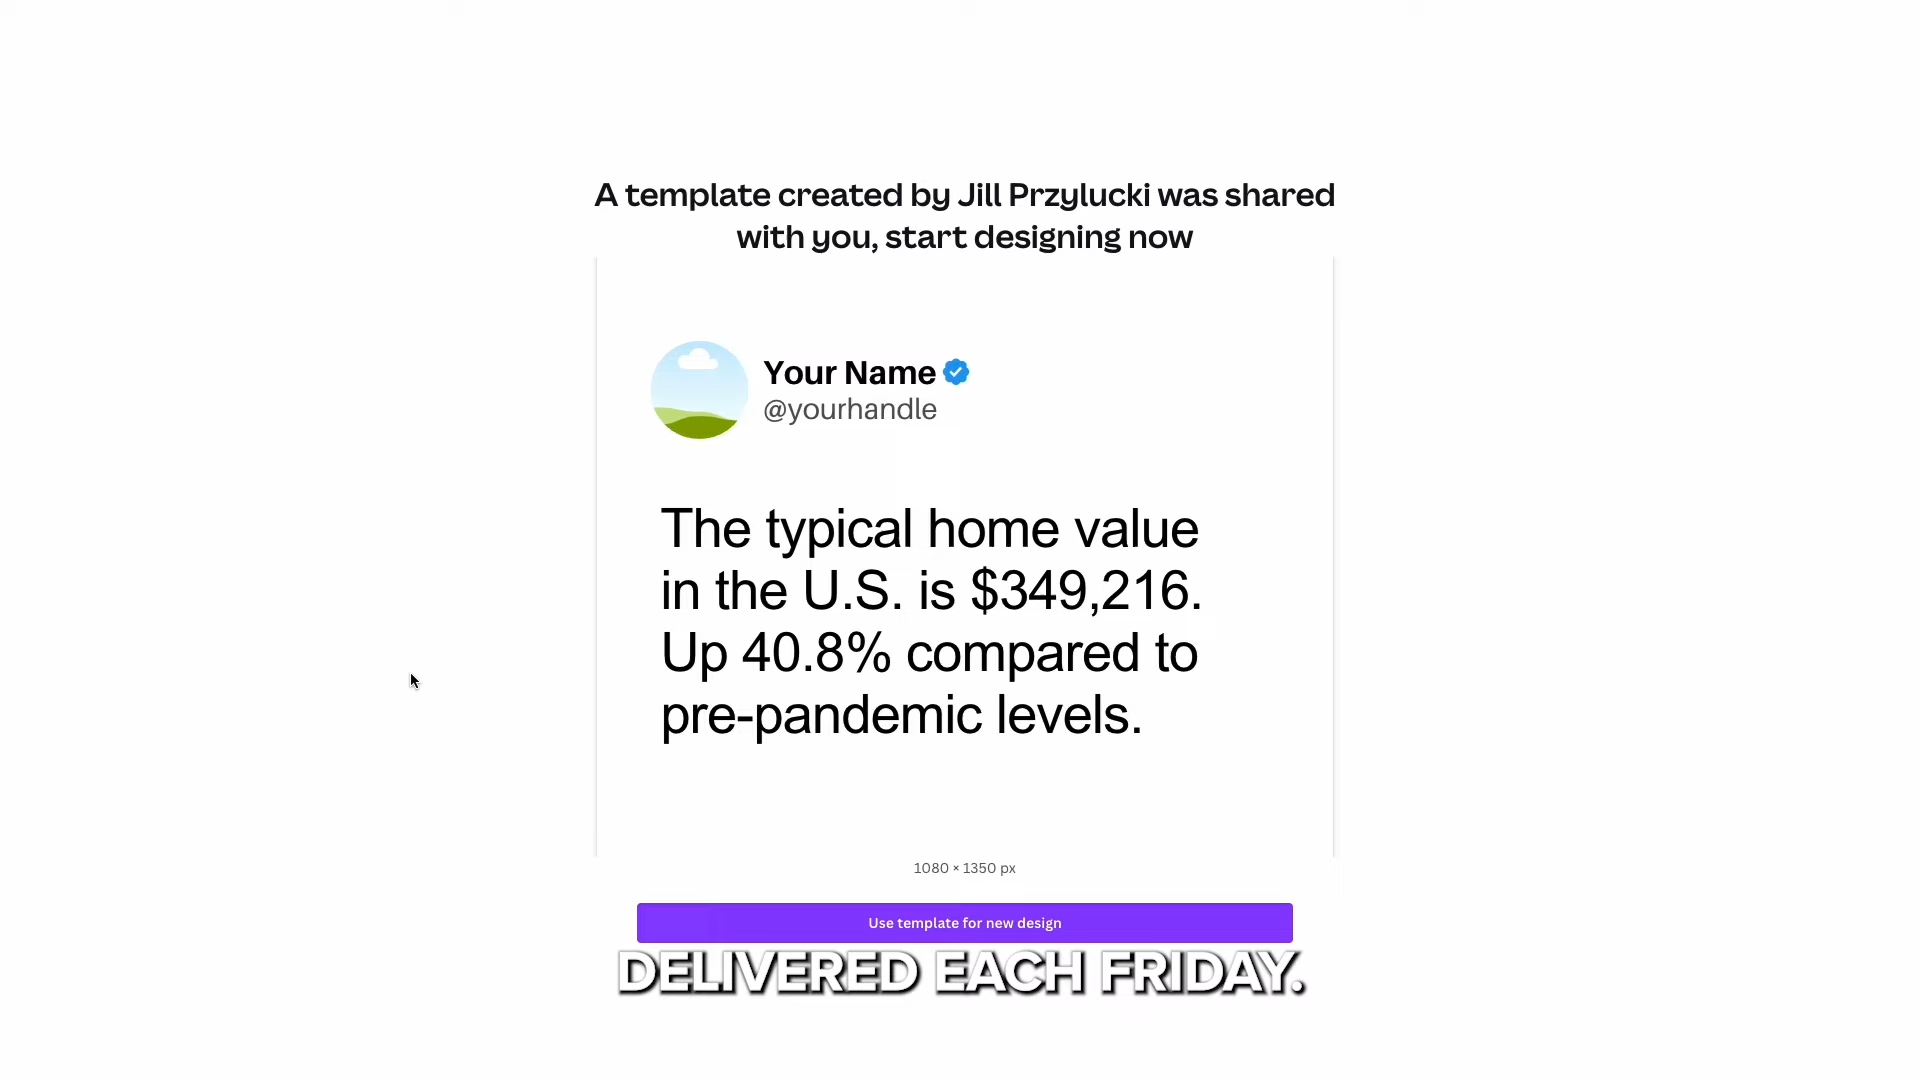 A template created by Jill Przylucki was shared
with you, start designing now
Your Name
@yourhandle
The typical home value
in the U.S. is $349,216.
Up 40.8% compared to
pre-pandemic levels.
1080 × 1350 px
Use template for new design
DELIVERED EACH FRIDAY.